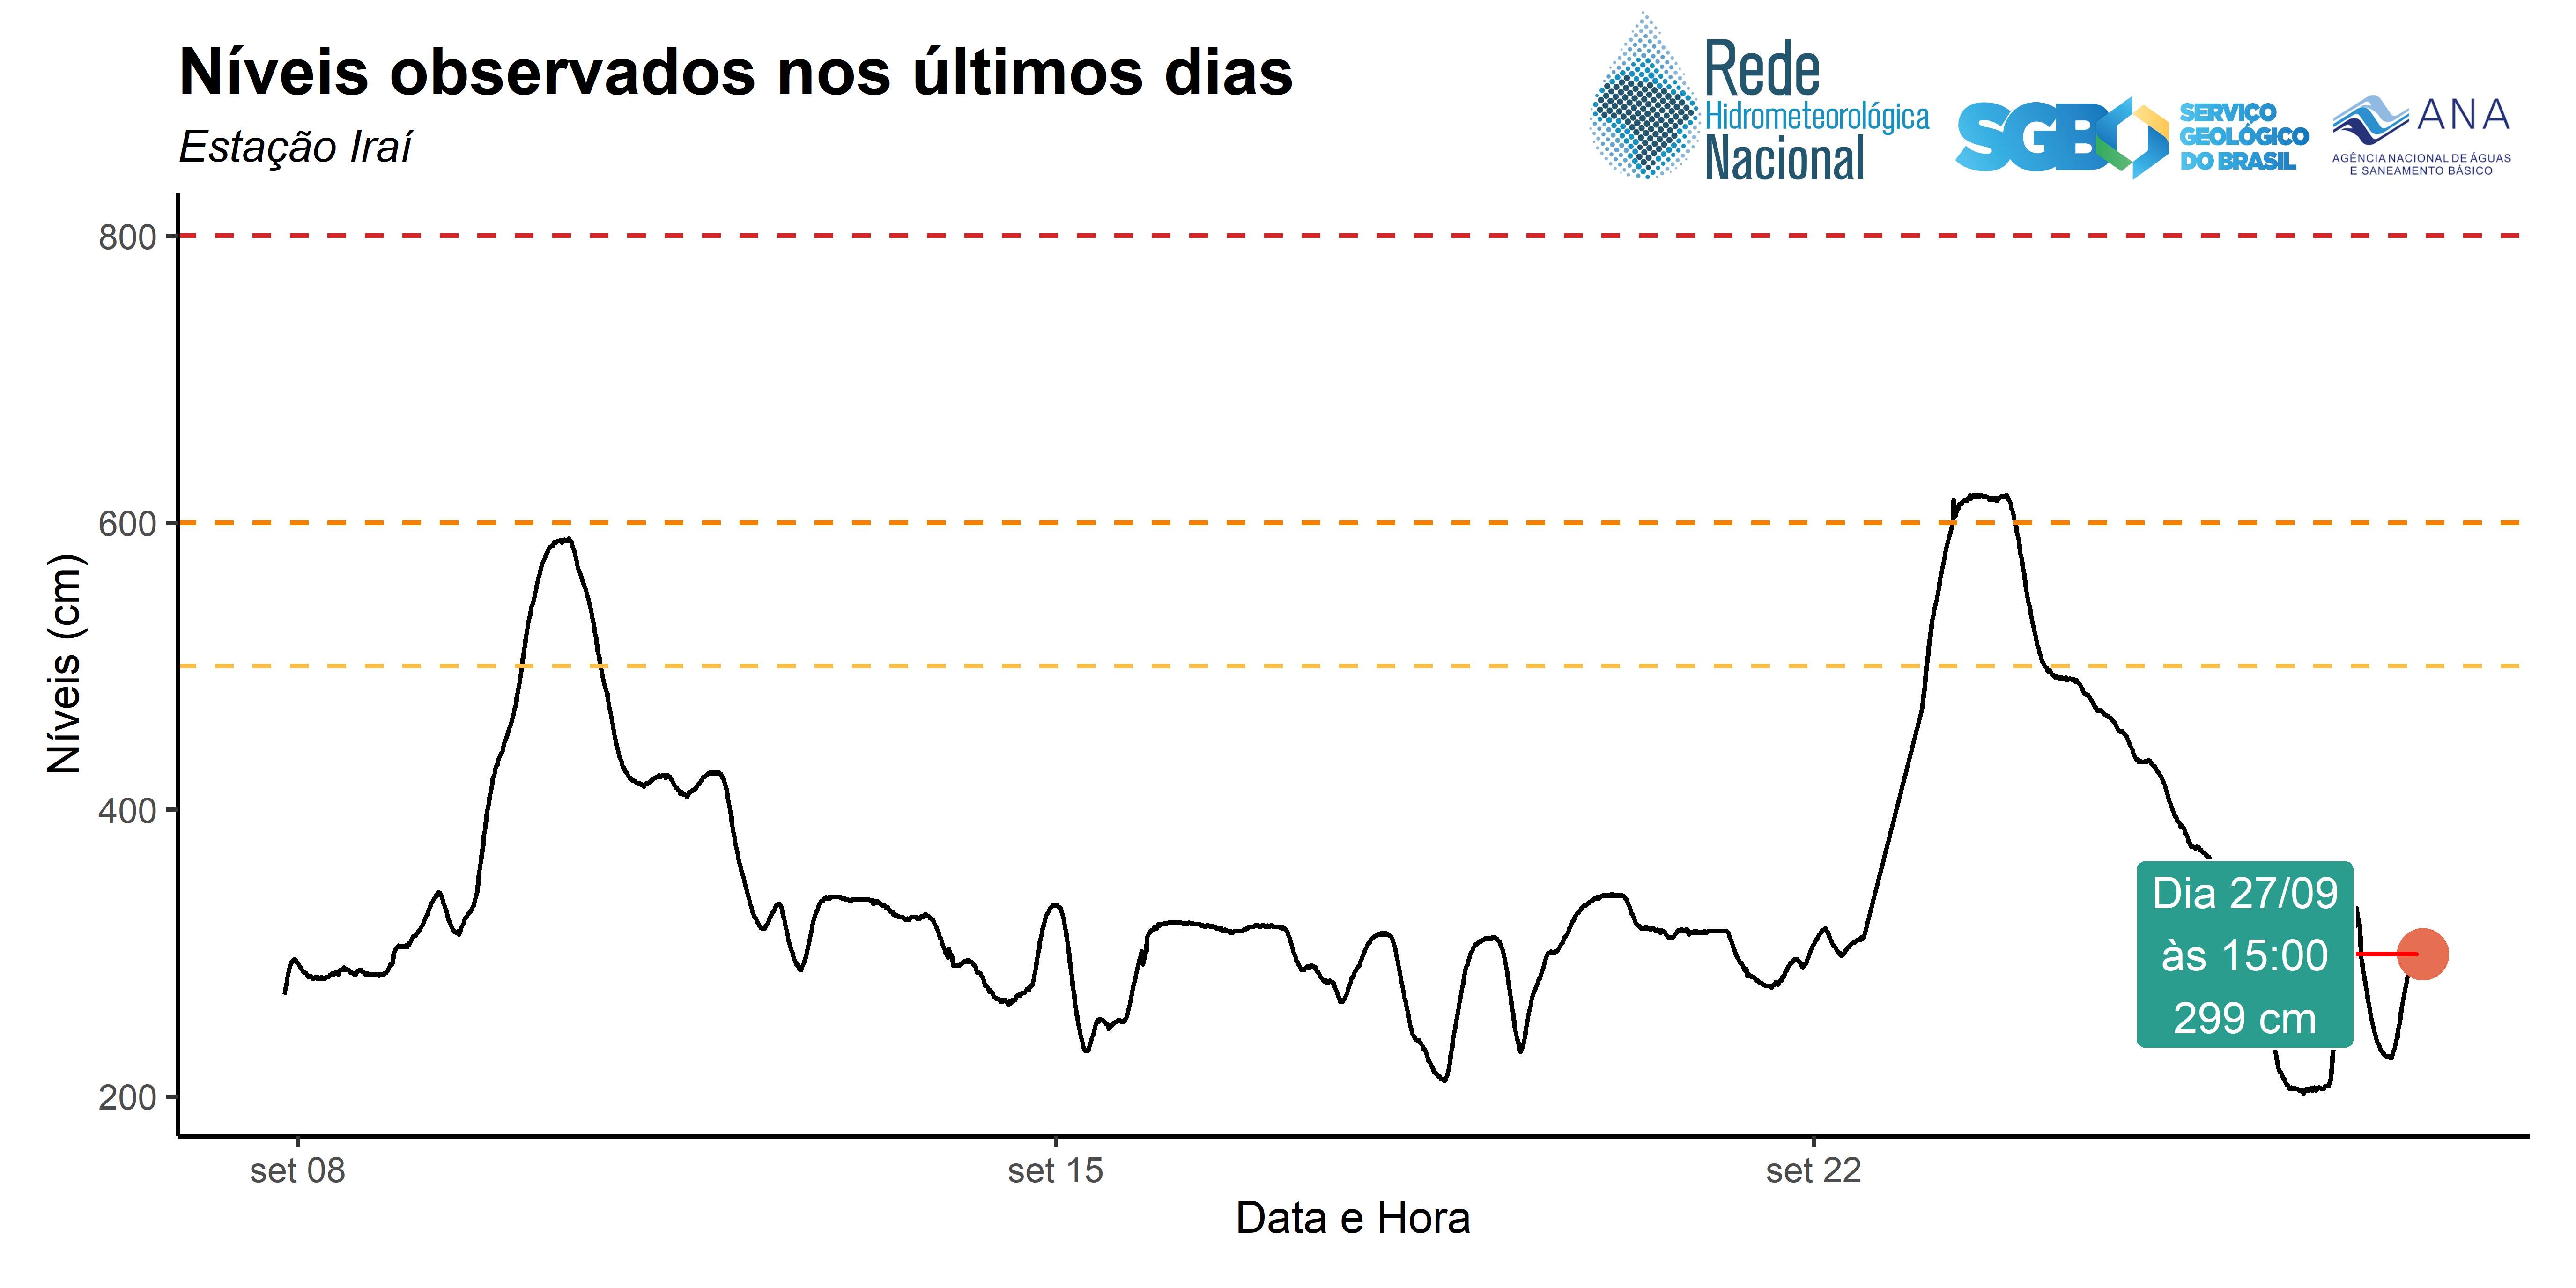 Níveis observados nos últimos dias
Estação Iraí
Rede
Hidrometeorológica
Nacional
SGB
SERVIÇO
GEOLÓGICO
DO BRASIL
ANA
AGÊNCIA NACIONAL DE ÁGUAS
E SANEAMENTO BÁSICO
Níveis (cm)
800
600
400
200
Dia 27/09
às 15:00
299 cm
set 08
set 15
set 22
Data e Hora